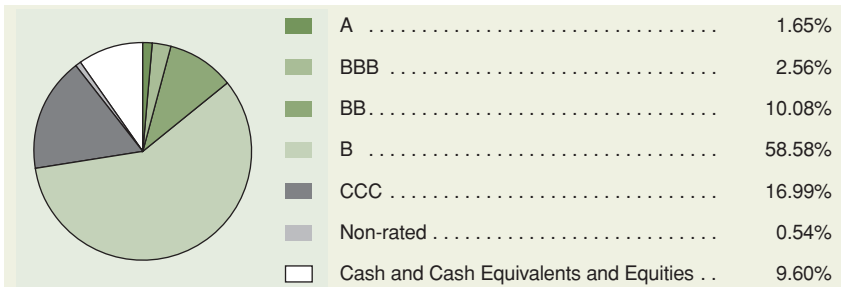 A . . . . . . . . . . . . . . . . . . . . . . . . . . . . . . . . . . . 1.65%
BBB . . . . . . . . . . . . . . . . . . . . . . . . . . . . . . . . . 2.56%
BB. . . . . . . . . . . . . . . . . . . . . . . . . . . . . . . . . . . 10.08%
B . . . . . . . . . . . . . . . . . . . . . . . . . . . . . . . . . . . 58.58%
CCC . . . . . . . . . . . . . . . . . . . . . . . . . . . . . . . . . 16.99%
Non-rated . . . . . . . . . . . . . . . . . . . . . . . . . . . . . 0.54%
Cash and Cash Equivalents and Equities . . 9.60%